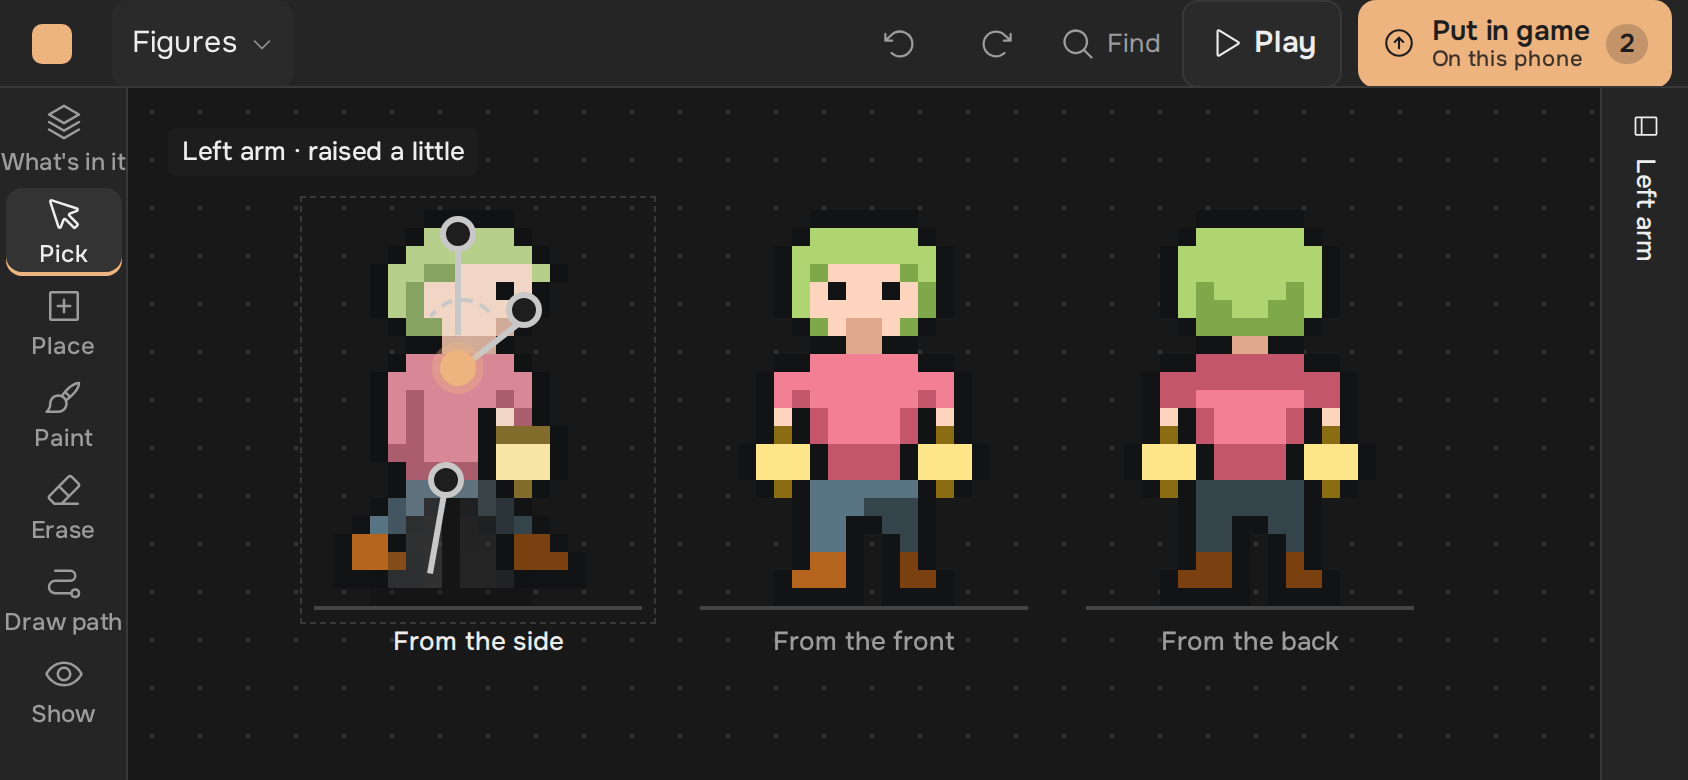 Figures
Find
Play
Put in game
On this phone
2
What's in it
Pick
Place
Paint
Erase
Draw path
Show
Left arm · raised a little
From the side
From the front
From the back
Left arm